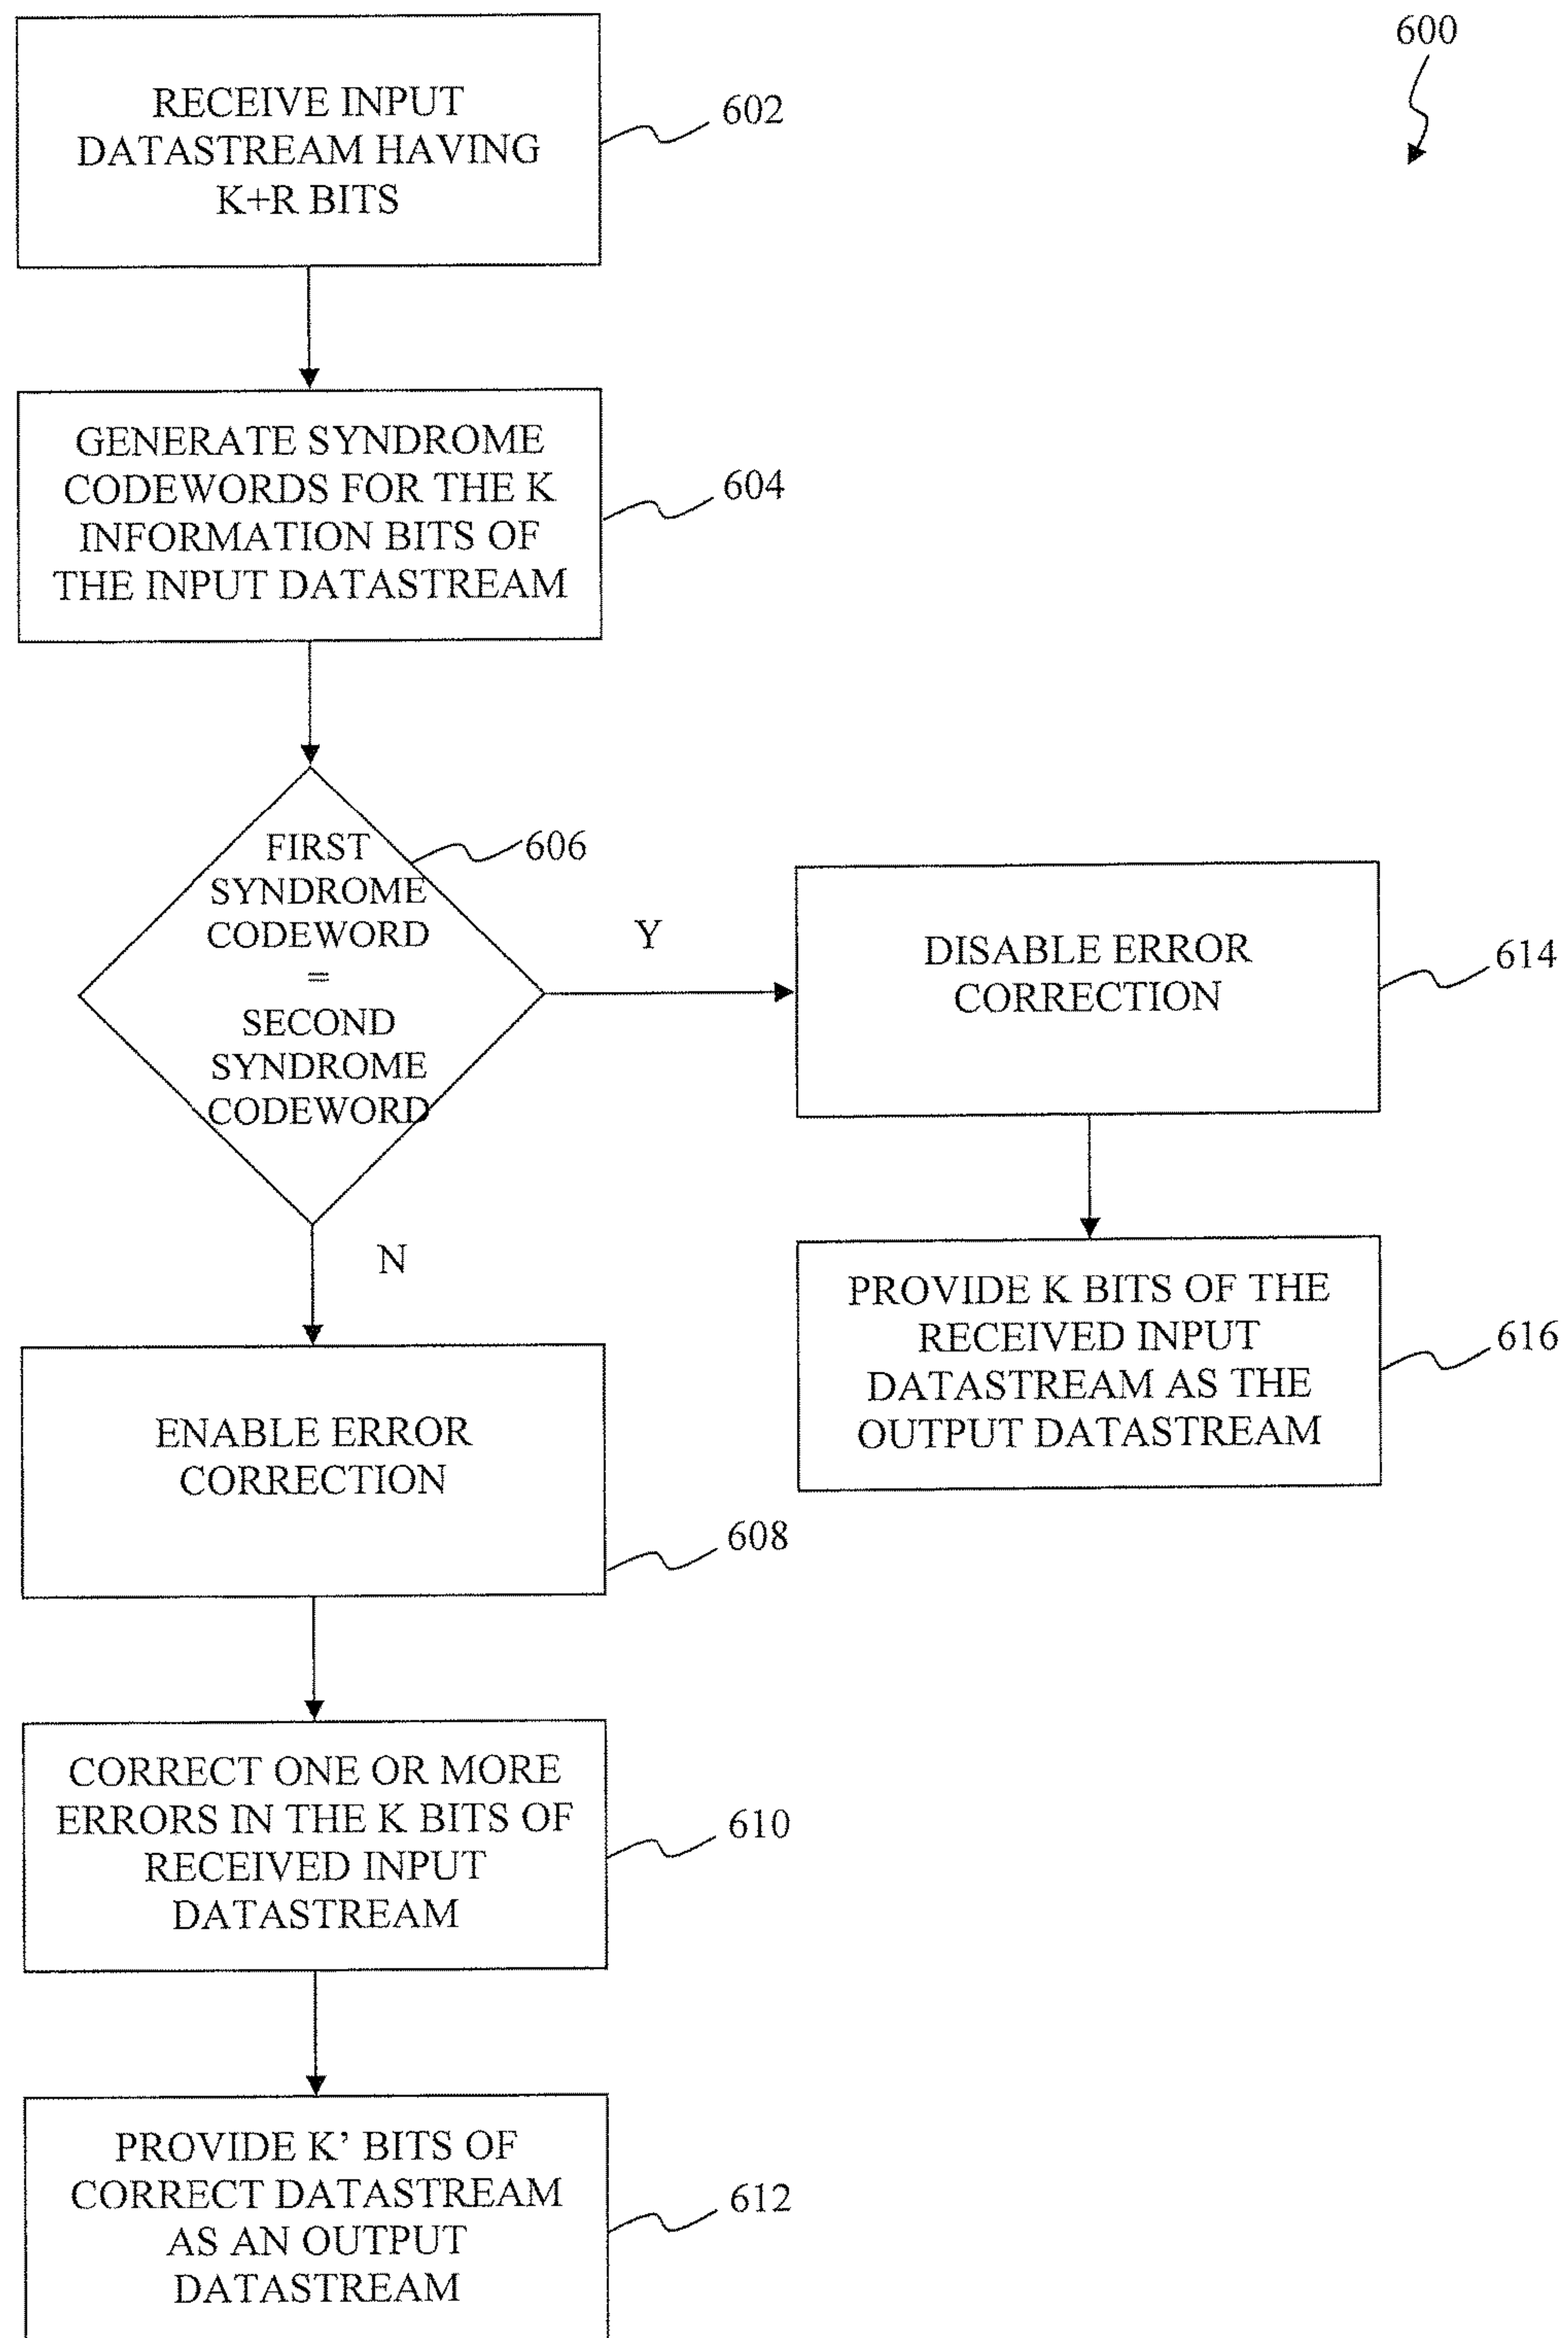 600
RECEIVE INPUT
DATASTREAM HAVING
K+R BITS
602
GENERATE SYNDROME
CODEWORDS FOR THE K
INFORMATION BITS OF
THE INPUT DATASTREAM
604
FIRST
SYNDROME
CODEWORD
=
SECOND
SYNDROME
CODEWORD
606
Y
DISABLE ERROR
CORRECTION
614
PROVIDE K BITS OF THE
RECEIVED INPUT
DATASTREAM AS THE
OUTPUT DATASTREAM
616
N
ENABLE ERROR
CORRECTION
608
CORRECT ONE OR MORE
ERRORS IN THE K BITS OF
RECEIVED INPUT
DATASTREAM
610
PROVIDE K’ BITS OF
CORRECT DATASTREAM
AS AN OUTPUT
DATASTREAM
612